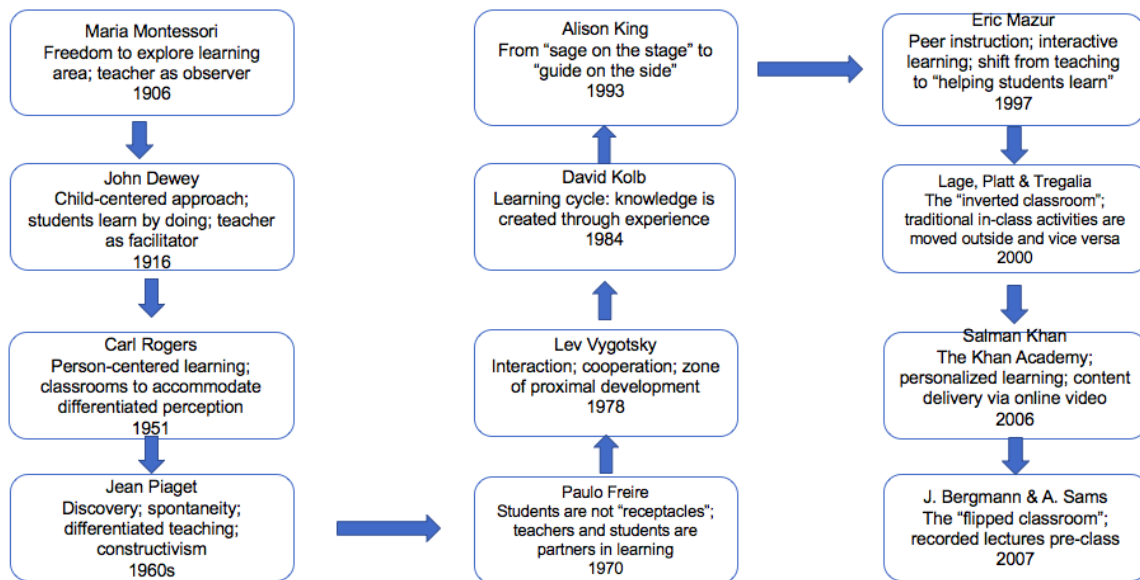 Maria Montessori
Freedom to explore learning
area; teacher as observer
1906
John Dewey
Child-centered approach;
students learn by doing; teacher
as facilitator
1916
Carl Rogers
Person-centered learning;
classrooms to accommodate
differentiated perception
1951
Jean Piaget
Discovery; spontaneity;
differentiated teaching;
constructivism
1960s
Paulo Freire
Students are not “receptacles”;
teachers and students are
partners in learning
1970
Lev Vygotsky
Interaction; cooperation; zone
of proximal development
1978
David Kolb
Learning cycle: knowledge is
created through experience
1984
Alison King
From “sage on the stage” to
“guide on the side”
1993
Eric Mazur
Peer instruction; interactive
learning; shift from teaching
to “helping students learn”
1997
Lage, Platt & Tregalia
The “inverted classroom”;
traditional in-class activities are
moved outside and vice versa
2000
Salman Khan
The Khan Academy;
personalized learning; content
delivery via online video
2006
J. Bergmann & A. Sams
The “flipped classroom”;
recorded lectures pre-class
2007